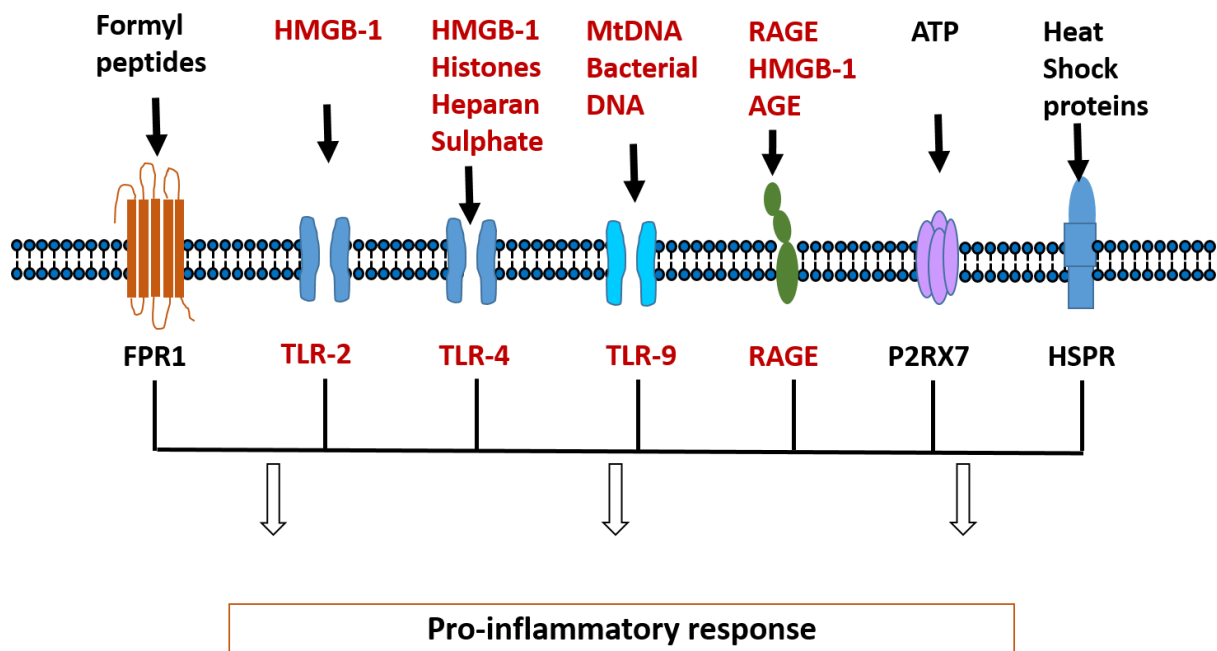 Formyl
peptides
HMGB-1
HMGB-1
Histones
Heparan
Sulphate
MtDNA
Bacterial
DNA
RAGE
HMGB-1
AGE
ATP
Heat
Shock
proteins
FPR1
TLR-2
TLR-4
TLR-9
RAGE
P2RX7
HSPR
Pro-inflammatory response